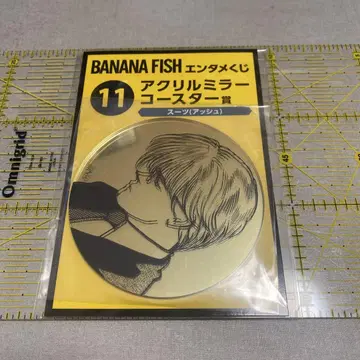 BANANA FISH エンタメくじ
11
アクリルミラー
コースター賞
スーツ(アッシュ)
Omnigrid
45